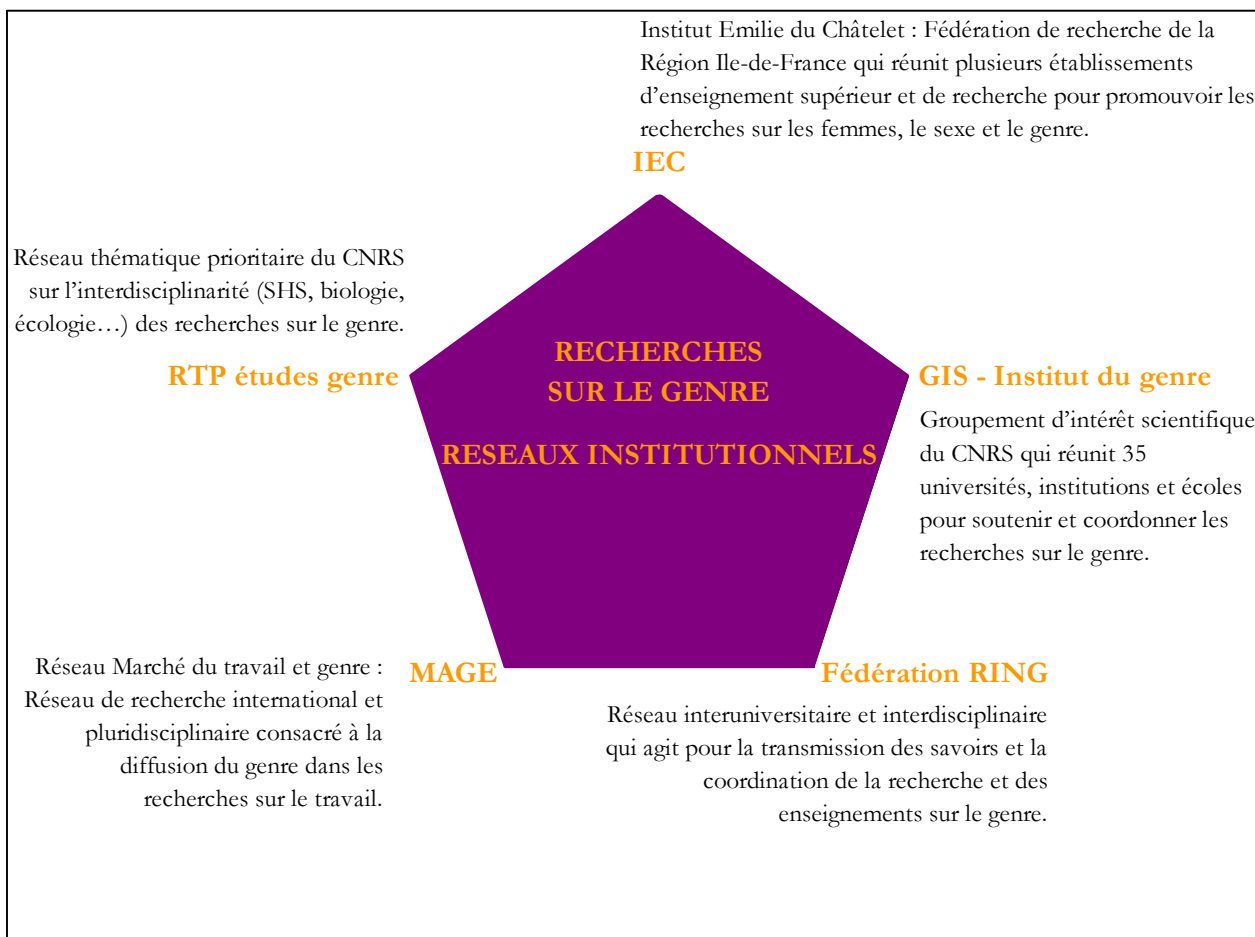 Institut Emilie du Châtelet : Fédération de recherche de la
Région Ile-de-France qui réunit plusieurs établissements
d’enseignement supérieur et de recherche pour promouvoir les
recherches sur les femmes, le sexe et le genre.
IEC
Réseau thématique prioritaire du CNRS
sur l’interdisciplinarité (SHS, biologie,
écologie…) des recherches sur le genre.
RTP études genre
RECHERCHES
SUR LE GENRE
RESEAUX INSTITUTIONNELS
GIS - Institut du genre
Groupement d’intérêt scientifique
du CNRS qui réunit 35
universités, institutions et écoles
pour soutenir et coordonner les
recherches sur le genre.
MAGE
Réseau Marché du travail et genre :
Réseau de recherche international et
pluridisciplinaire consacré à la
diffusion du genre dans les
recherches sur le travail.
Fédération RING
Réseau interuniversitaire et interdisciplinaire
qui agit pour la transmission des savoirs et la
coordination de la recherche et des
enseignements sur le genre.